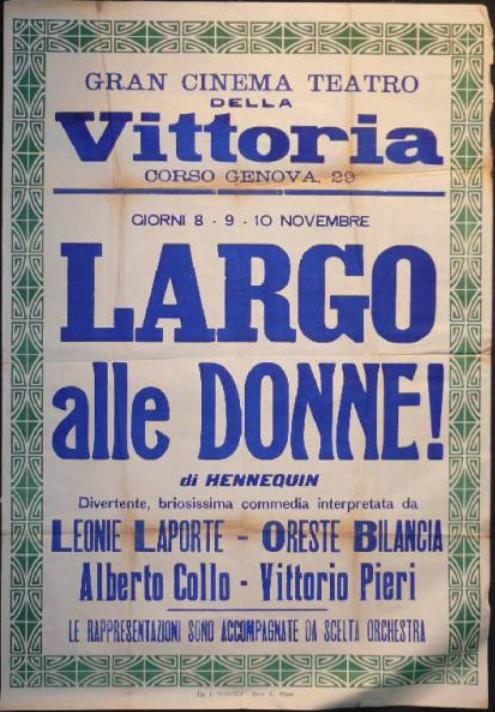 GRAN CINEMA TEATRO
DELLA
Vittoria
CORSO GENOVA, 29
GIORNI 8 - 9 - 10 NOVEMBRE
LARGO
alle DONNE!
di HENNEQUIN
Divertente, briosissima commedia interpretata da
LEONIE LAPORTE - ORESTE BILANCIA
Alberto Collo - Vittorio Pieri
LE RAPPRESENTAZIONI SONO ACCOMPAGNATE DA SCELTA ORCHESTRA